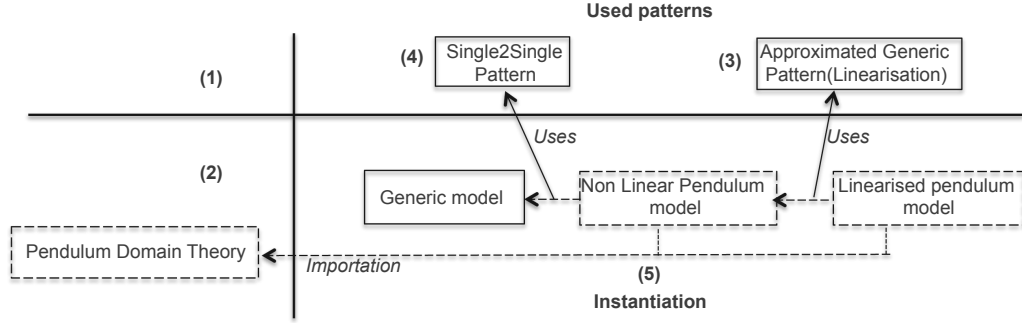 Used patterns
(4)
Single2Single
Pattern
(3)
Approximated Generic
Pattern(Linearisation)
(1)
Uses
Uses
(2)
Generic model
Non Linear Pendulum
model
Linearised pendulum
model
Pendulum Domain Theory
Importation
(5)
Instantiation